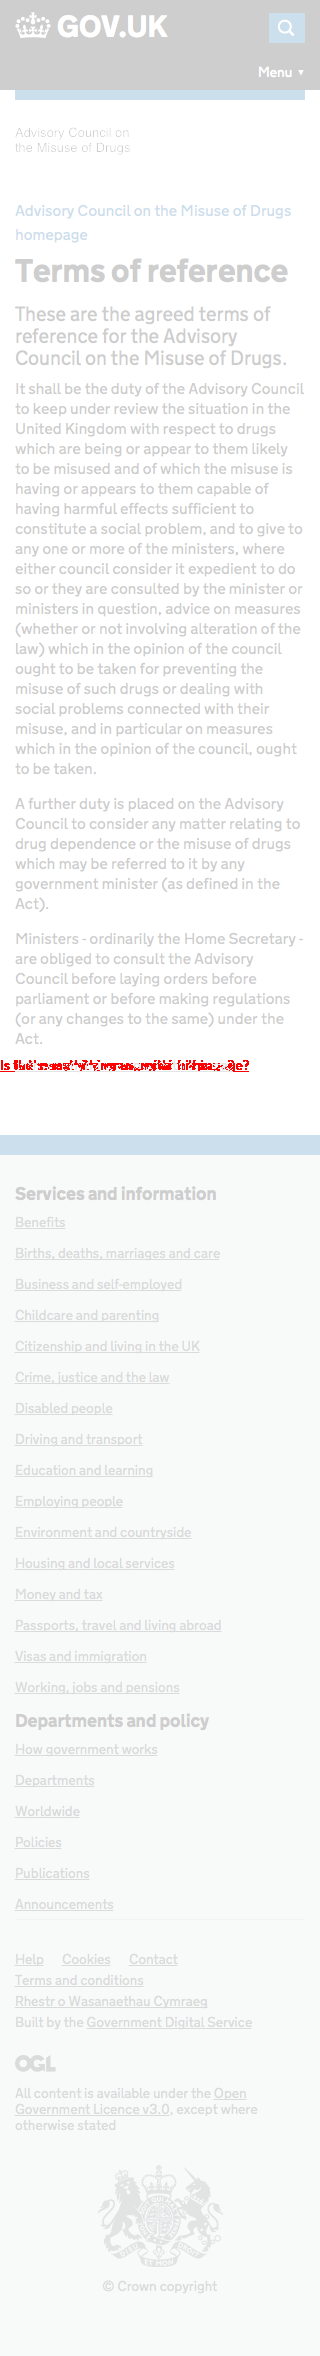 GOV.UK
Menu ▼
Advisory Council on
the Misuse of Drugs
Advisory Council on the Misuse of Drugs
homepage
Terms of reference
These are the agreed terms of
reference for the Advisory
Council on the Misuse of Drugs.
It shall be the duty of the Advisory Council
to keep under review the situation in the
United Kingdom with respect to drugs
which are being or appear to them likely
to be misused and of which the misuse is
having or appears to them capable of
having harmful effects sufficient to
constitute a social problem, and to give to
any one or more of the ministers, where
either council consider it expedient to do
so or they are consulted by the minister or
ministers in question, advice on measures
(whether or not involving alteration of the
law) which in the opinion of the council
ought to be taken for preventing the
misuse of such drugs or dealing with
social problems connected with their
misuse, and in particular on measures
which in the opinion of the council, ought
to be taken.
A further duty is placed on the Advisory
Council to consider any matter relating to
drug dependence or the misuse of drugs
which may be referred to it by any
government minister (as defined in the
Act).
Ministers - ordinarily the Home Secretary -
are obliged to consult the Advisory
Council before laying orders before
parliament or before making regulations
(or any changes to the same) under the
Act.
Services and information
Benefits
Births, deaths, marriages and care
Business and self-employed
Childcare and parenting
Citizenship and living in the UK
Crime, justice and the law
Disabled people
Driving and transport
Education and learning
Employing people
Environment and countryside
Housing and local services
Money and tax
Passports, travel and living abroad
Visas and immigration
Working, jobs and pensions
Departments and policy
How government works
Departments
Worldwide
Policies
Publications
Announcements
Help Cookies Contact
Terms and conditions
Rhestr o Wasanaethau Cymraeg
Built by the Government Digital Service
OGL
All content is available under the Open
Government Licence v3.0, except where
otherwise stated
© Crown copyright